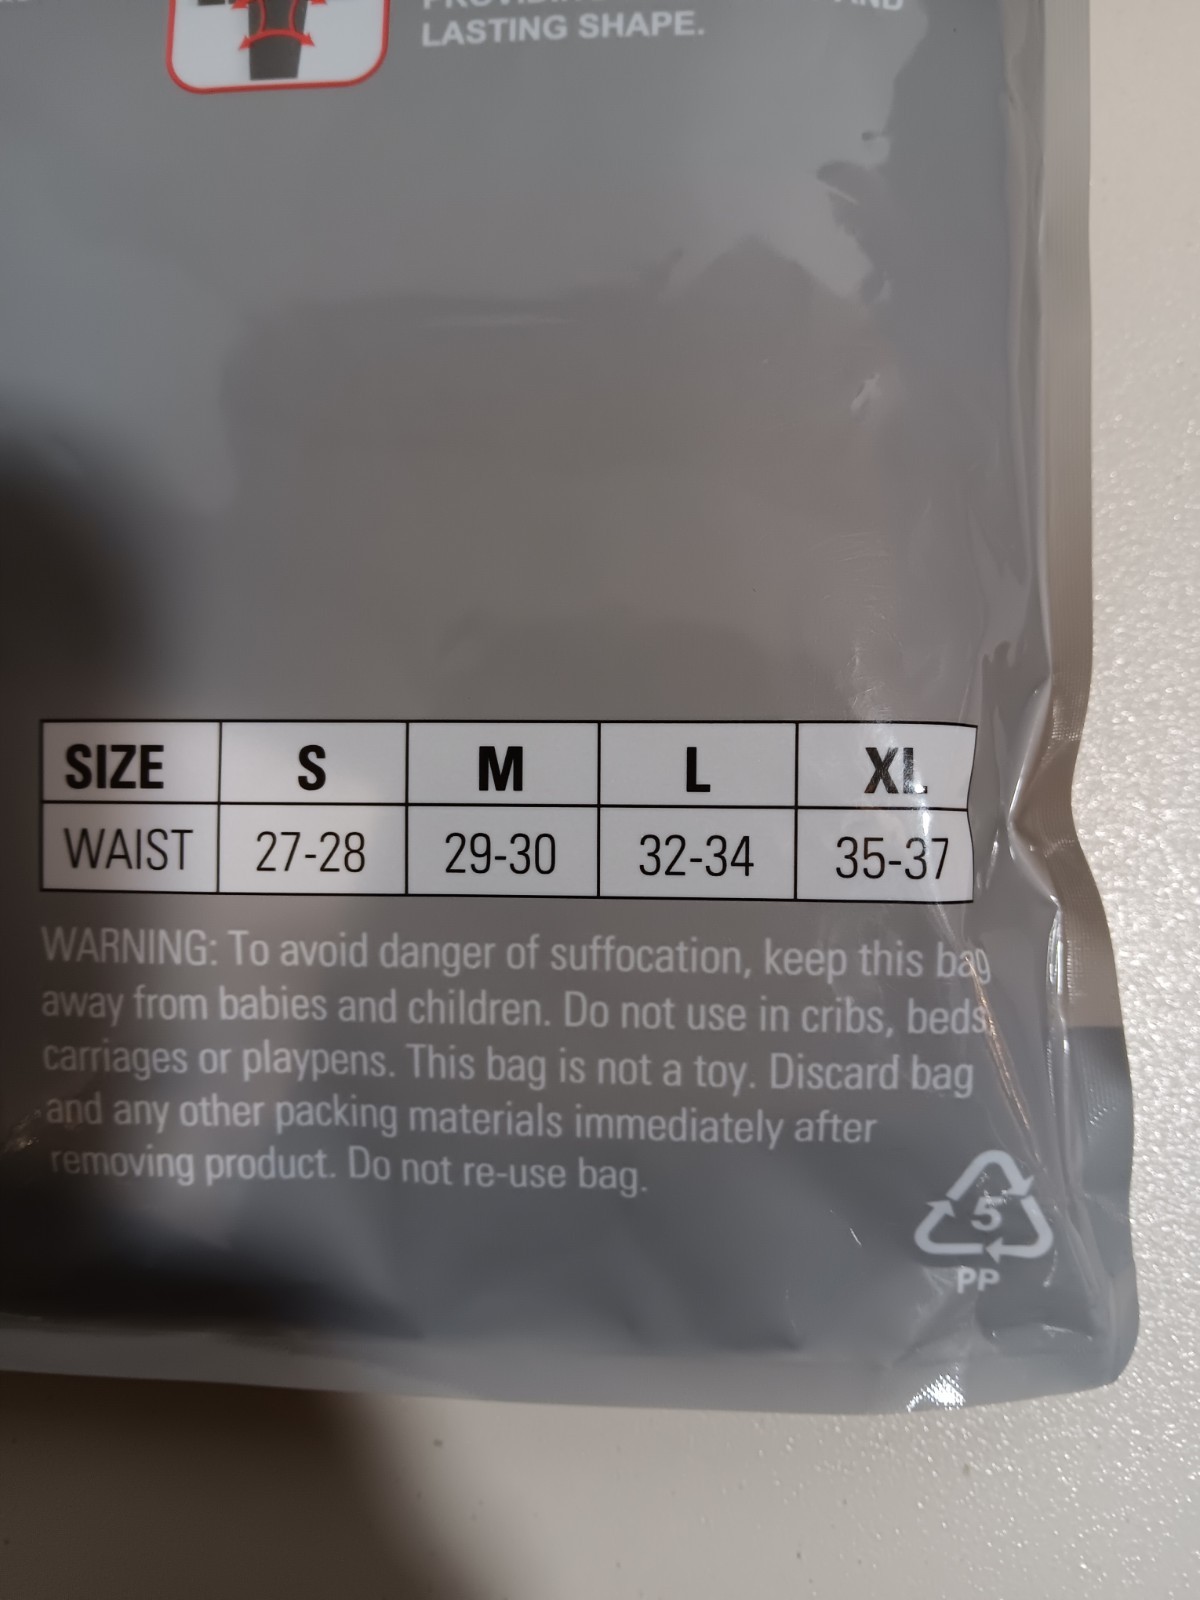 AND
LASTING SHAPE.
SIZE S M L XL
WAIST 27-28 29-30 32-34 35-37
WARNING: To avoid danger of suffocation, keep this bag
away from babies and children. Do not use in cribs, beds,
carriages or playpens. This bag is not a toy. Discard bag
and any other packing materials immediately after
removing product. Do not re-use bag.
5
PP